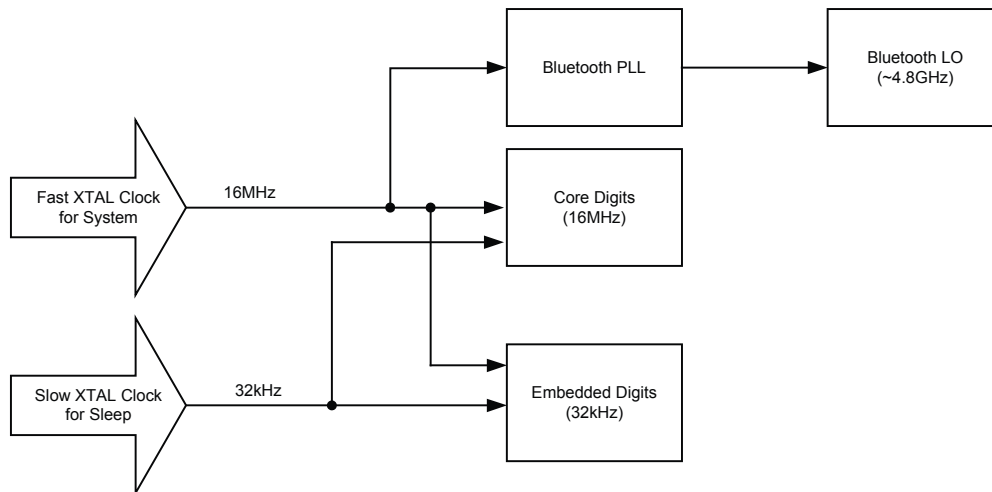 Bluetooth PLL
Bluetooth LO
(~4.8GHz)
Fast XTAL Clock
for System
16MHz
Core Digits
(16MHz)
Slow XTAL Clock
for Sleep
32kHz
Embedded Digits
(32kHz)